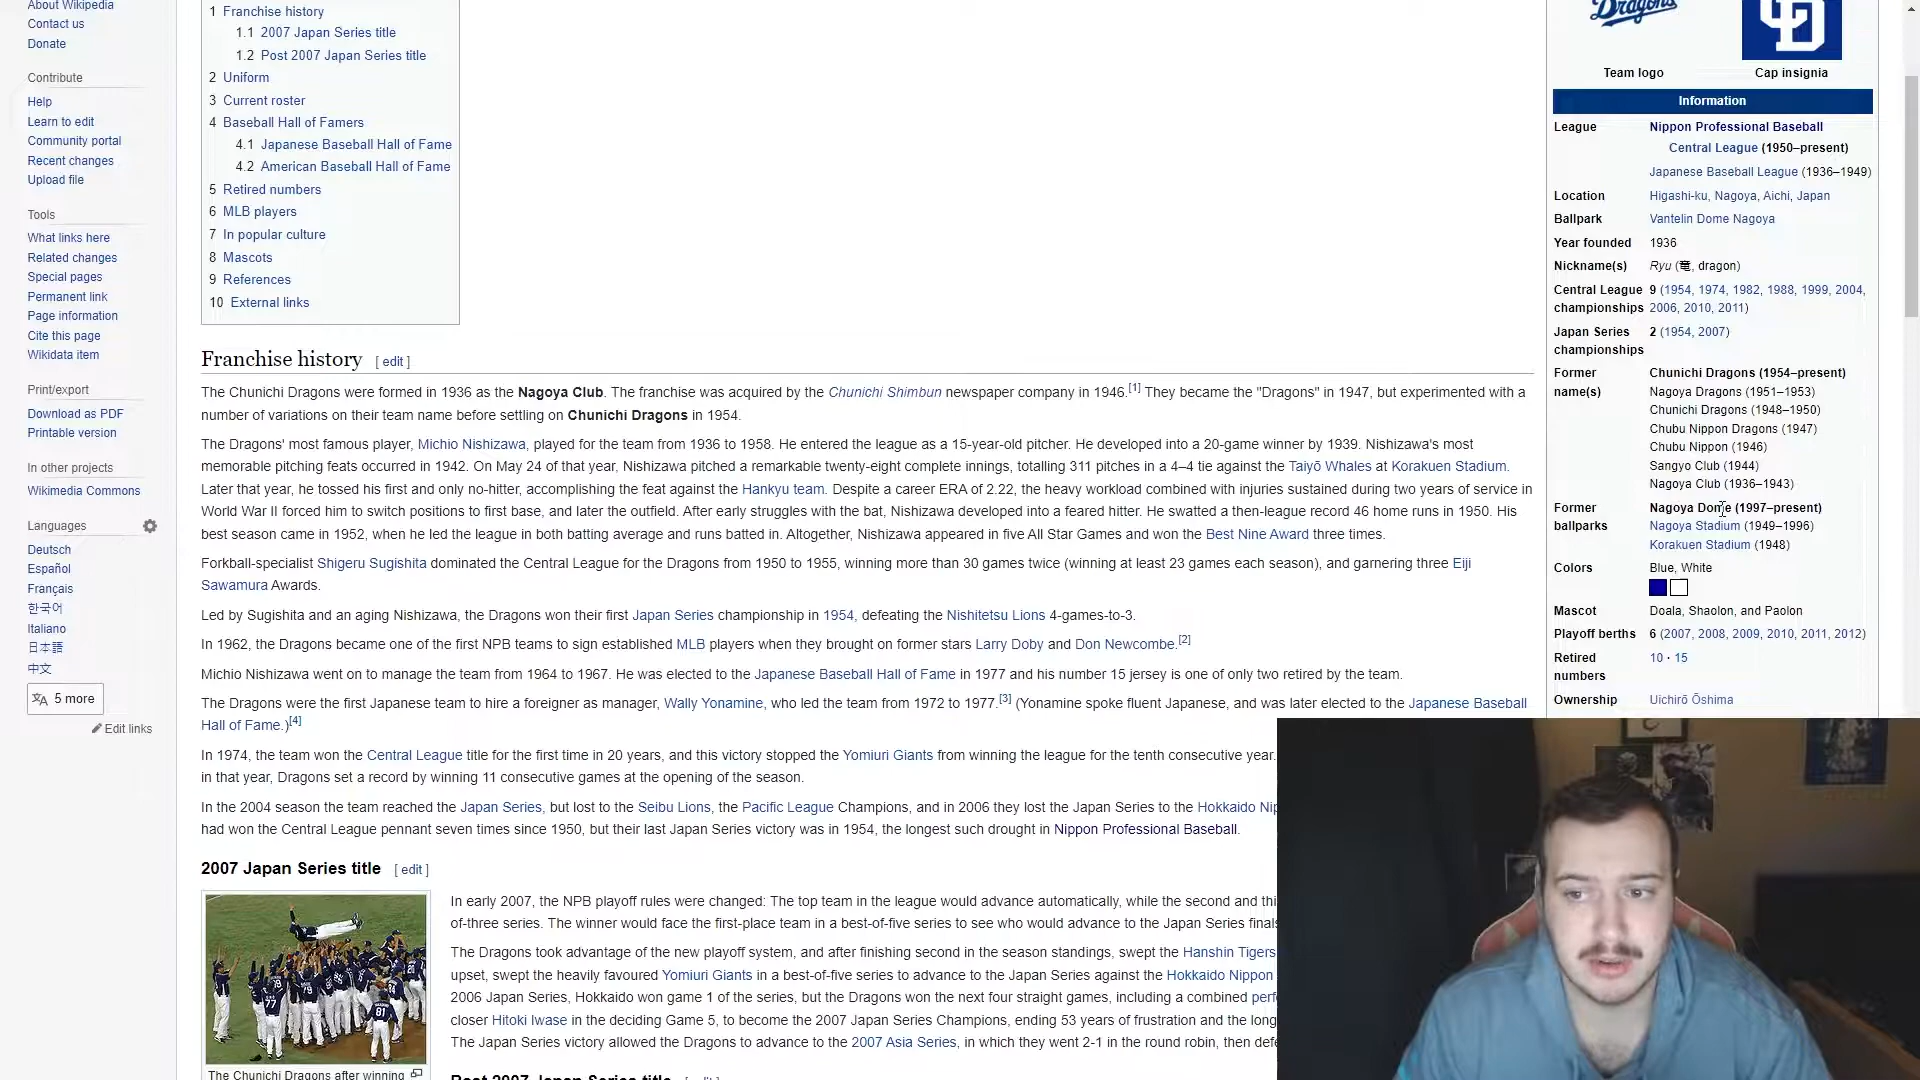 About Wikipedia
Contact us
Donate
Contribute
Help
Learn to edit
Community portal
Recent changes
Upload file
Tools
What links here
Related changes
Special pages
Permanent link
Page information
Cite this page
Wikidata item
Print/export
Download as PDF
Printable version
In other projects
Wikimedia Commons
Languages
Deutsch
Español
Français
한국어
Italiano
日本語
中文
5 more
Edit links
1 Franchise history
1.1 2007 Japan Series title
1.2 Post 2007 Japan Series title
2 Uniform
3 Current roster
4 Baseball Hall of Famers
4.1 Japanese Baseball Hall of Fame
4.2 American Baseball Hall of Fame
5 Retired numbers
6 MLB players
7 In popular culture
8 Mascots
9 References
10 External links
Franchise history [ edit ]
The Chunichi Dragons were formed in 1936 as the Nagoya Club. The franchise was acquired by the Chunichi Shimbun newspaper company in 1946.[1] They became the "Dragons" in 1947, but experimented with a
number of variations on their team name before settling on Chunichi Dragons in 1954.
The Dragons' most famous player, Michio Nishizawa, played for the team from 1936 to 1958. He entered the league as a 15-year-old pitcher. He developed into a 20-game winner by 1939. Nishizawa's most
memorable pitching feats occurred in 1942. On May 24 of that year, Nishizawa pitched a remarkable twenty-eight complete innings, totalling 311 pitches in a 4–4 tie against the Taiyō Whales at Korakuen Stadium.
Later that year, he tossed his first and only no-hitter, accomplishing the feat against the Hankyu team. Despite a career ERA of 2.22, the heavy workload combined with injuries sustained during two years of service in
World War II forced him to switch positions to first base, and later the outfield. After early struggles with the bat, Nishizawa developed into a feared hitter. He swatted a then-league record 46 home runs in 1950. His
best season came in 1952, when he led the league in both batting average and runs batted in. Altogether, Nishizawa appeared in five All Star Games and won the Best Nine Award three times.
Forkball-specialist Shigeru Sugishita dominated the Central League for the Dragons from 1950 to 1955, winning more than 30 games twice (winning at least 23 games each season), and garnering three Eiji
Sawamura Awards.
Led by Sugishita and an aging Nishizawa, the Dragons won their first Japan Series championship in 1954, defeating the Nishitetsu Lions 4-games-to-3.
In 1962, the Dragons became one of the first NPB teams to sign established MLB players when they brought on former stars Larry Doby and Don Newcombe.[2]
Michio Nishizawa went on to manage the team from 1964 to 1967. He was elected to the Japanese Baseball Hall of Fame in 1977 and his number 15 jersey is one of only two retired by the team.
The Dragons were the first Japanese team to hire a foreigner as manager, Wally Yonamine, who led the team from 1972 to 1977.[3] (Yonamine spoke fluent Japanese, and was later elected to the Japanese Baseball
Hall of Fame.)[4]
In 1974, the team won the Central League title for the first time in 20 years, and this victory stopped the Yomiuri Giants from winning the league for the tenth consecutive year.
in that year, Dragons set a record by winning 11 consecutive games at the opening of the season.
In the 2004 season the team reached the Japan Series, but lost to the Seibu Lions, the Pacific League Champions, and in 2006 they lost the Japan Series to the Hokkaido Nip
had won the Central League pennant seven times since 1950, but their last Japan Series victory was in 1954, the longest such drought in Nippon Professional Baseball.
2007 Japan Series title [ edit ]
In early 2007, the NPB playoff rules were changed: The top team in the league would advance automatically, while the second and thi
of-three series. The winner would face the first-place team in a best-of-five series to see who would advance to the Japan Series finals
The Dragons took advantage of the new playoff system, and after finishing second in the season standings, swept the Hanshin Tigers
upset, swept the heavily favoured Yomiuri Giants in a best-of-five series to advance to the Japan Series against the Hokkaido Nippon
2006 Japan Series, Hokkaido won game 1 of the series, but the Dragons won the next four straight games, including a combined perf
closer Hitoki Iwase in the deciding Game 5, to become the 2007 Japan Series Champions, ending 53 years of frustration and the long
The Japan Series victory allowed the Dragons to advance to the 2007 Asia Series, in which they went 2-1 in the round robin, then defe
The Chunichi Dragons after winning
Post 2007 Japan Series title [ edit ]
Dragons
CD
Team logo
Cap insignia
Information
League Nippon Professional Baseball
Central League (1950–present)
Japanese Baseball League (1936–1949)
Location Higashi-ku, Nagoya, Aichi, Japan
Ballpark Vantelin Dome Nagoya
Year founded 1936
Nickname(s) Ryu (竜, dragon)
Central League 9 (1954, 1974, 1982, 1988, 1999, 2004,
championships 2006, 2010, 2011)
Japan Series 2 (1954, 2007)
championships
Former Chunichi Dragons (1954–present)
name(s) Nagoya Dragons (1951–1953)
Chunichi Dragons (1948–1950)
Chubu Nippon Dragons (1947)
Chubu Nippon (1946)
Sangyo Club (1944)
Nagoya Club (1936–1943)
Former Nagoya Dome (1997–present)
ballparks Nagoya Stadium (1949–1996)
Korakuen Stadium (1948)
Colors Blue, White
Mascot Doala, Shaolon, and Paolon
Playoff berths 6 (2007, 2008, 2009, 2010, 2011, 2012)
Retired 10 · 15
numbers
Ownership Uichirō Ōshima